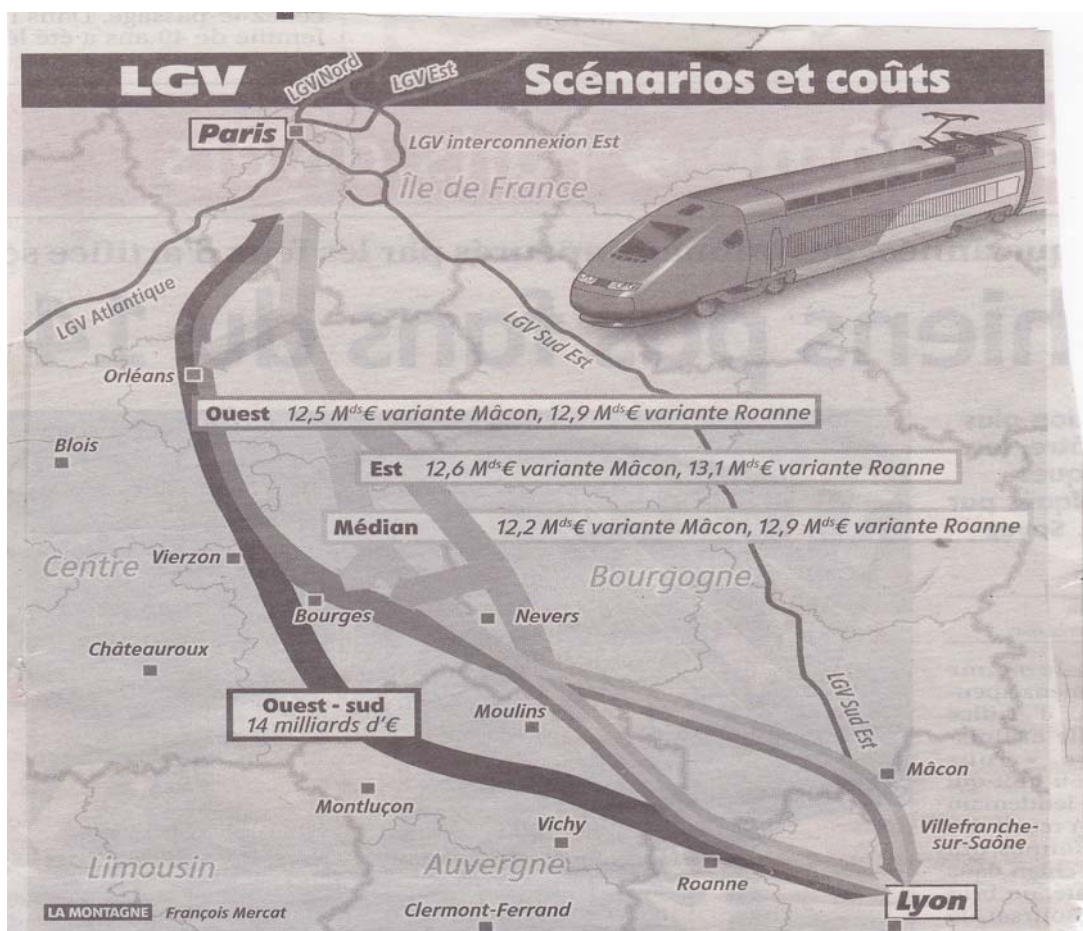 LGV Scénarios et coûts
LGV Nord
LGV Est
Paris
LGV interconnexion Est
Île de France
LGV Atlantique
LGV Sud Est
Orléans
Ouest 12,5 Mds€ variante Mâcon, 12,9 Mds€ variante Roanne
Blois
Est 12,6 Mds€ variante Mâcon, 13,1 Mds€ variante Roanne
Médian 12,2 Mds€ variante Mâcon, 12,9 Mds€ variante Roanne
Centre
Vierzon
Bourgogne
Bourges
Nevers
Châteauroux
LGV Sud Est
Ouest - sud
14 milliards d'€
Moulins
Mâcon
Montluçon
Vichy
Villefranche-
sur-Saône
Limousin
Auvergne
Roanne
Lyon
LA MONTAGNE François Mercat
Clermont-Ferrand